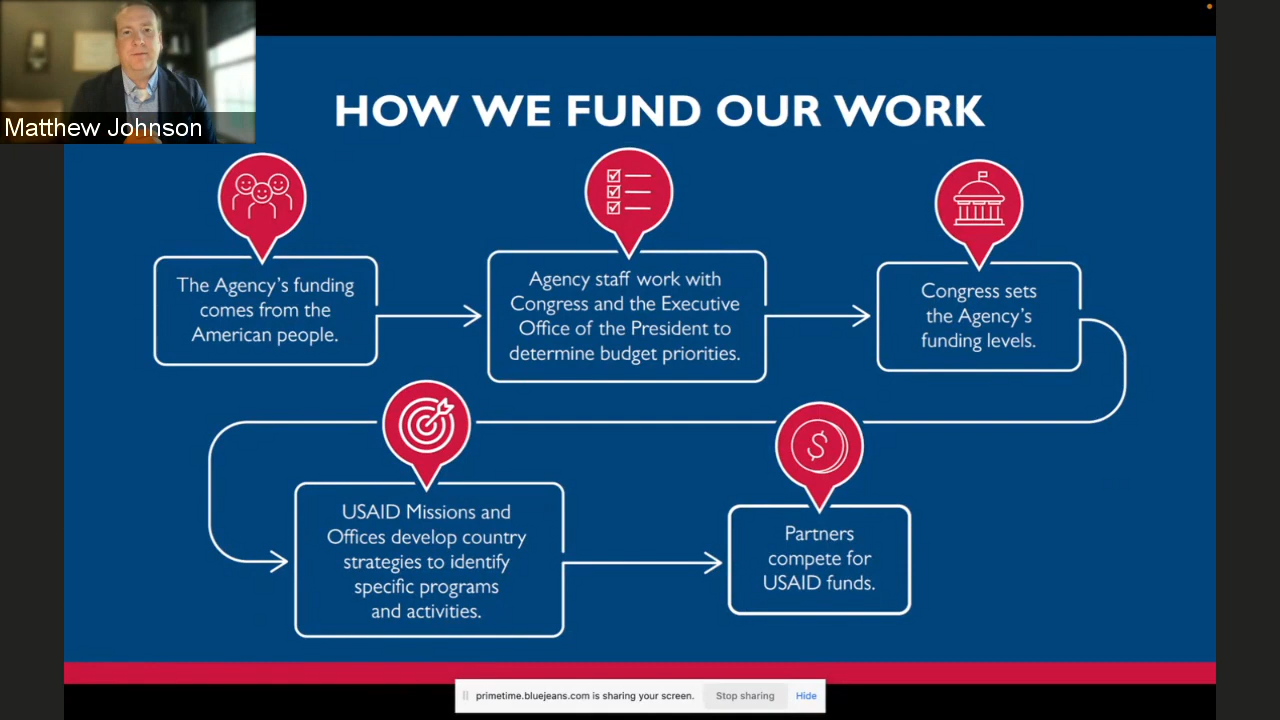 Matthew Johnson
HOW WE FUND OUR WORK
The Agency’s funding
comes from the
American people.
Agency staff work with
Congress and the Executive
Office of the President to
determine budget priorities.
Congress sets
the Agency’s
funding levels.
USAID Missions and
Offices develop country
strategies to identify
specific programs
and activities.
$
Partners
compete for
USAID funds.
primetime.bluejeans.com is sharing your screen. Stop sharing Hide